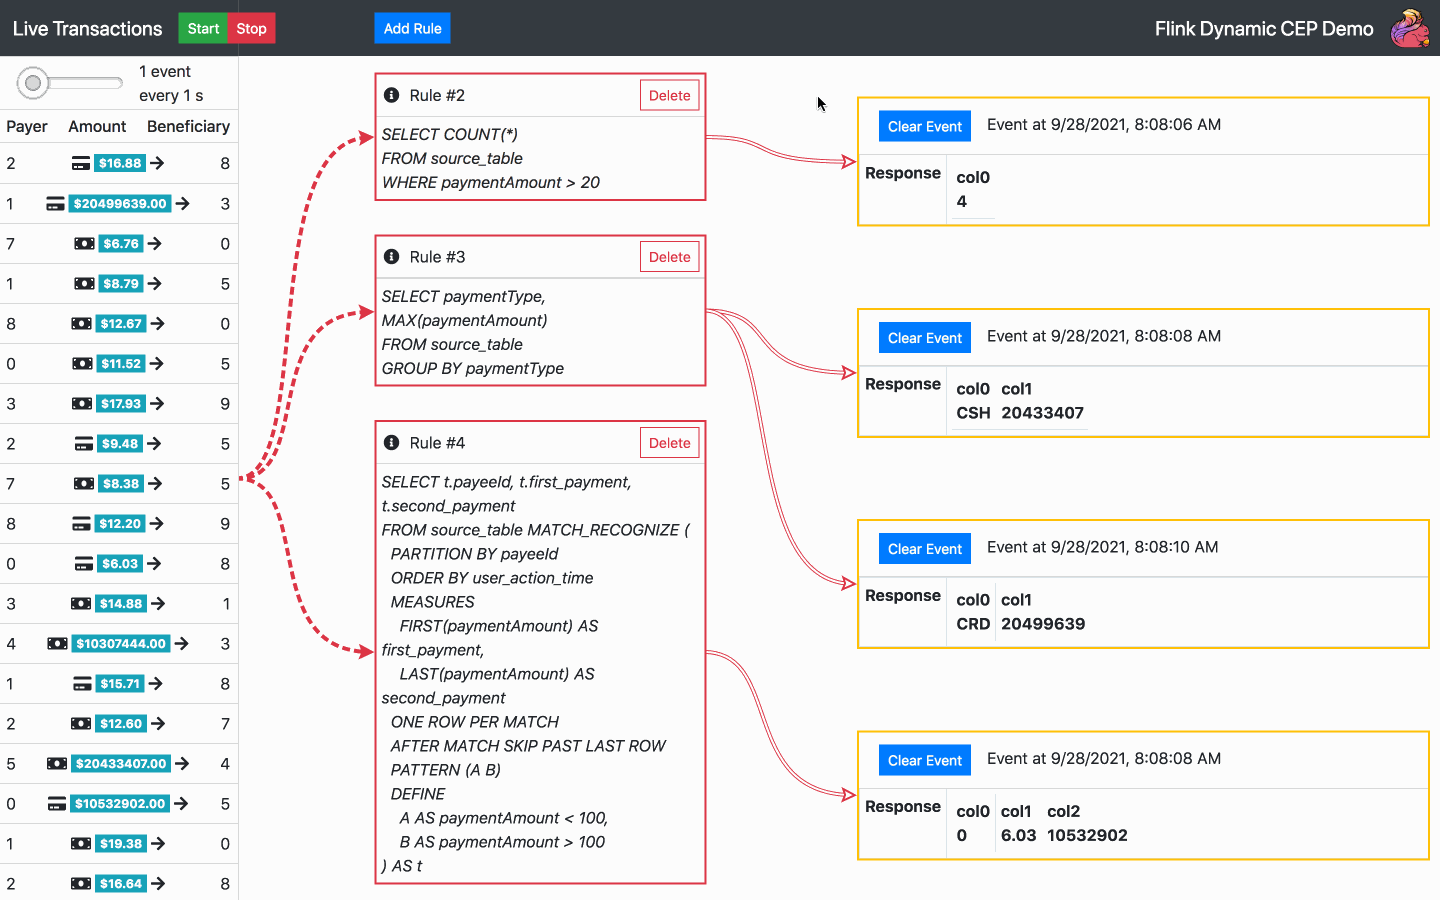 Live Transactions
Start
Stop
Add Rule
Flink Dynamic CEP Demo
1 event
every 1 s
Payer Amount Beneficiary
2 $16.88 8
1 $20499639.00 3
7 $6.76 0
1 $8.79 5
8 $12.67 0
0 $11.52 5
3 $17.93 9
2 $9.48 5
7 $8.38 5
8 $12.20 9
0 $6.03 8
3 $14.88 1
4 $10307444.00 3
1 $15.71 8
2 $12.60 7
5 $20433407.00 4
0 $10532902.00 5
1 $19.38 0
2 $16.64 8
Rule #2
Delete
SELECT COUNT(*)
FROM source_table
WHERE paymentAmount > 20
Rule #3
Delete
SELECT paymentType,
MAX(paymentAmount)
FROM source_table
GROUP BY paymentType
Rule #4
Delete
SELECT t.payeeId, t.first_payment,
t.second_payment
FROM source_table MATCH_RECOGNIZE (
PARTITION BY payeeId
ORDER BY user_action_time
MEASURES
FIRST(paymentAmount) AS
first_payment,
LAST(paymentAmount) AS
second_payment
ONE ROW PER MATCH
AFTER MATCH SKIP PAST LAST ROW
PATTERN (A B)
DEFINE
A AS paymentAmount < 100,
B AS paymentAmount > 100
) AS t
Clear Event
Event at 9/28/2021, 8:08:06 AM
Response
col0
4
Clear Event
Event at 9/28/2021, 8:08:08 AM
Response
col0 col1
CSH 20433407
Clear Event
Event at 9/28/2021, 8:08:10 AM
Response
col0 col1
CRD 20499639
Clear Event
Event at 9/28/2021, 8:08:08 AM
Response
col0 col1 col2
0 6.03 10532902